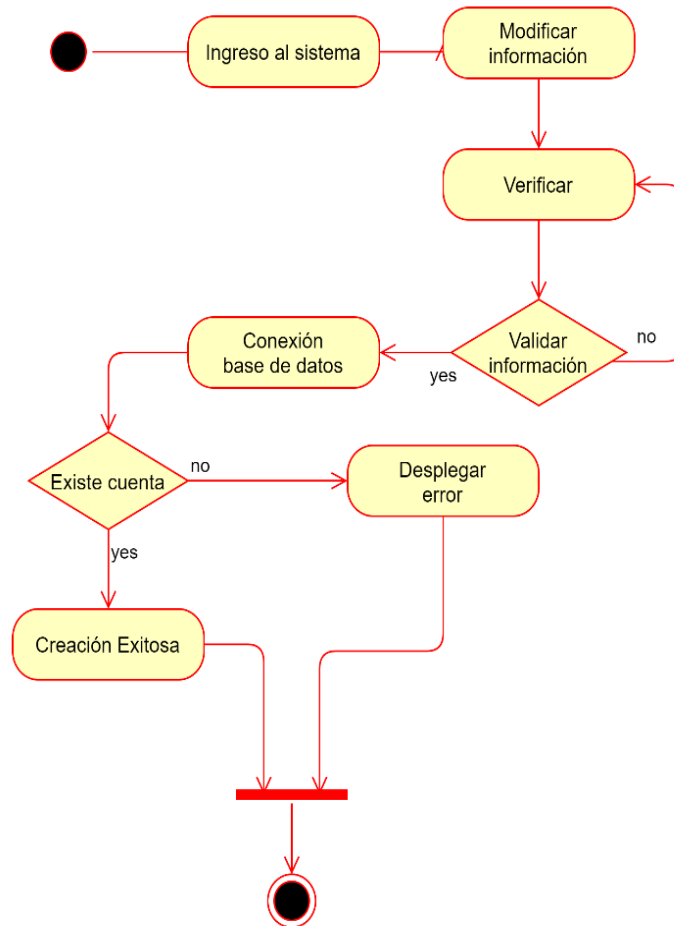 Ingreso al sistema
Modificar
información
Verificar
Validar
información
no
yes
Conexión
base de datos
Existe cuenta
no
Desplegar
error
yes
Creación Exitosa